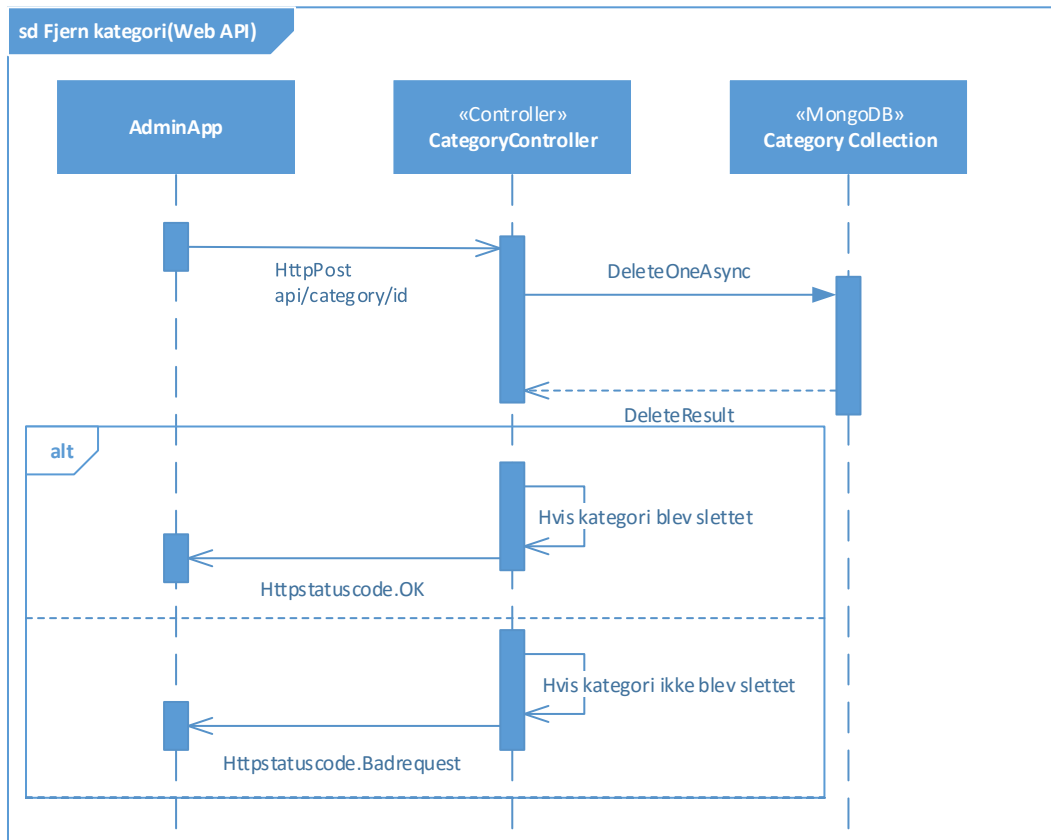 sd Fjern kategori(Web API)
AdminApp
«Controller»
CategoryController
«MongoDB»
Category Collection
HttpPost
api/category/id
DeleteOneAsync
DeleteResult
alt
Hvis kategori blev slettet
Httpstatuscode.OK
Hvis kategori ikke blev slettet
Httpstatuscode.Badrequest